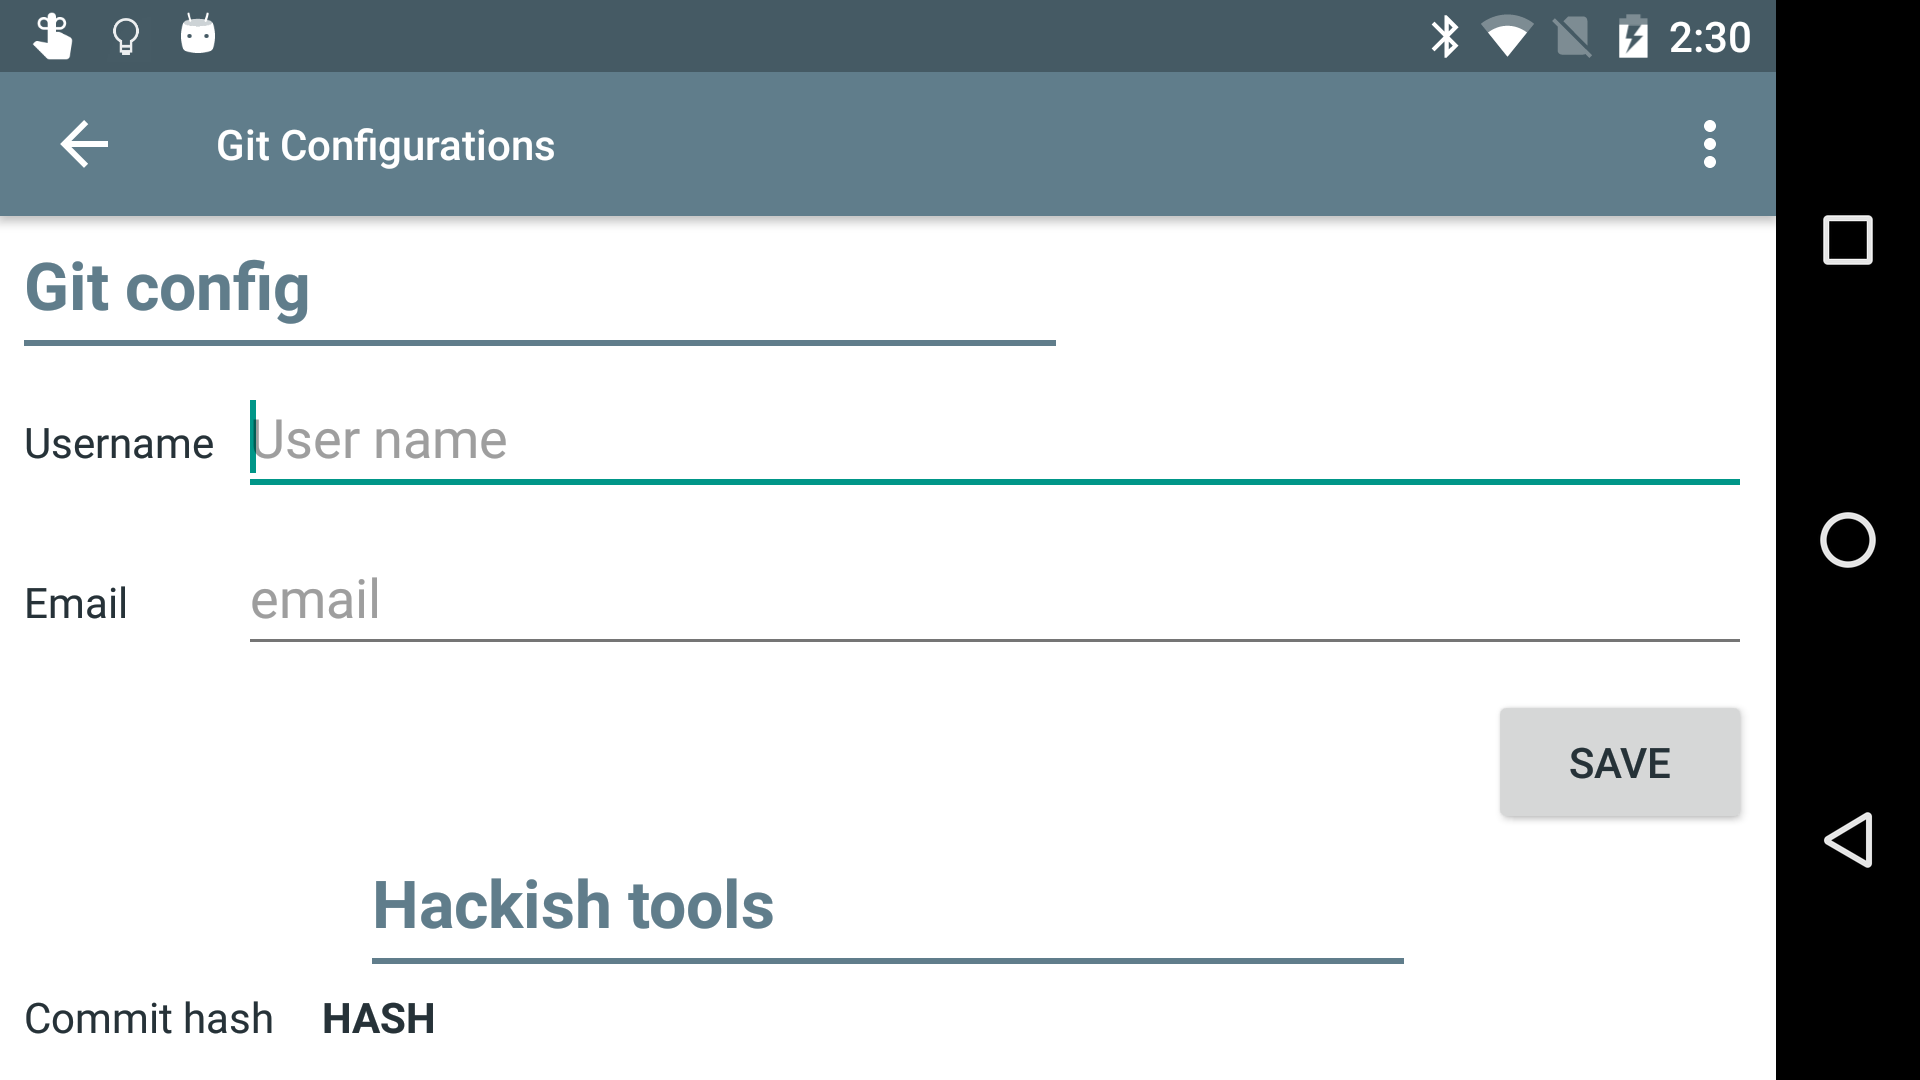 2:30
Git Configurations
Git config
Username User name
Email email
SAVE
Hackish tools
Commit hash HASH